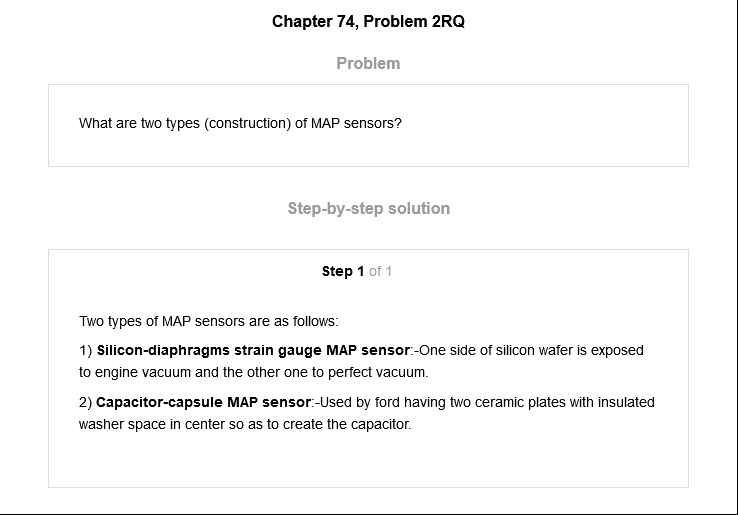 Chapter 74, Problem 2RQ
Problem
What are two types (construction) of MAP sensors?
Step-by-step solution
Step 1 of 1
Two types of MAP sensors are as follows:
1) Silicon-diaphragms strain gauge MAP sensor:-One side of silicon wafer is exposed
to engine vacuum and the other one to perfect vacuum.
2) Capacitor-capsule MAP sensor:-Used by ford having two ceramic plates with insulated
washer space in center so as to create the capacitor.